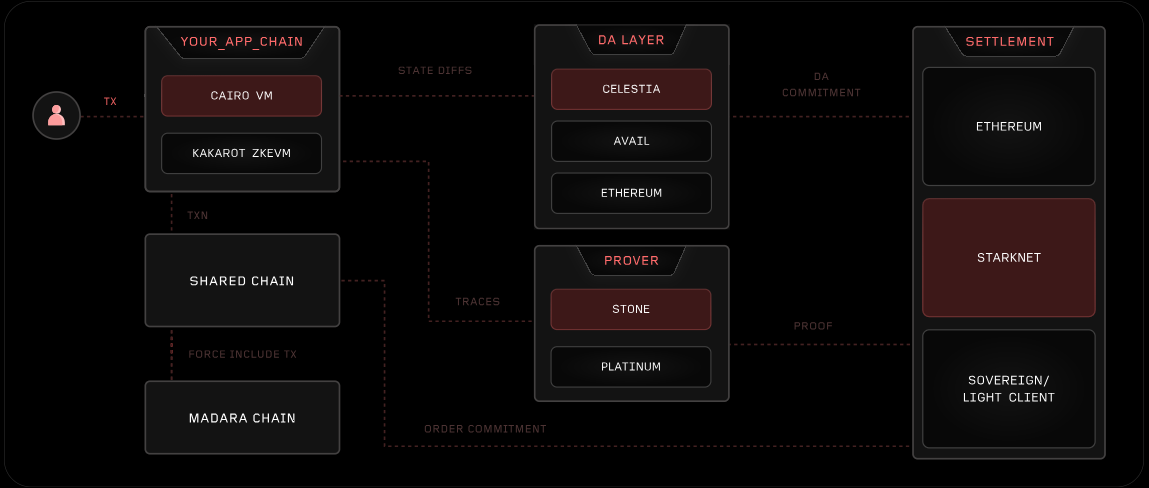 YOUR_APP_CHAIN
CAIRO VM
KAKAROT ZKEVM
TX
TXN
SHARED CHAIN
FORCE INCLUDE TX
MADARA CHAIN
STATE DIFFS
TRACES
ORDER COMMITMENT
DA LAYER
CELESTIA
AVAIL
ETHEREUM
PROVER
STONE
PLATINUM
DA
COMMITMENT
PROOF
SETTLEMENT
ETHEREUM
STARKNET
SOVEREIGN/
LIGHT CLIENT